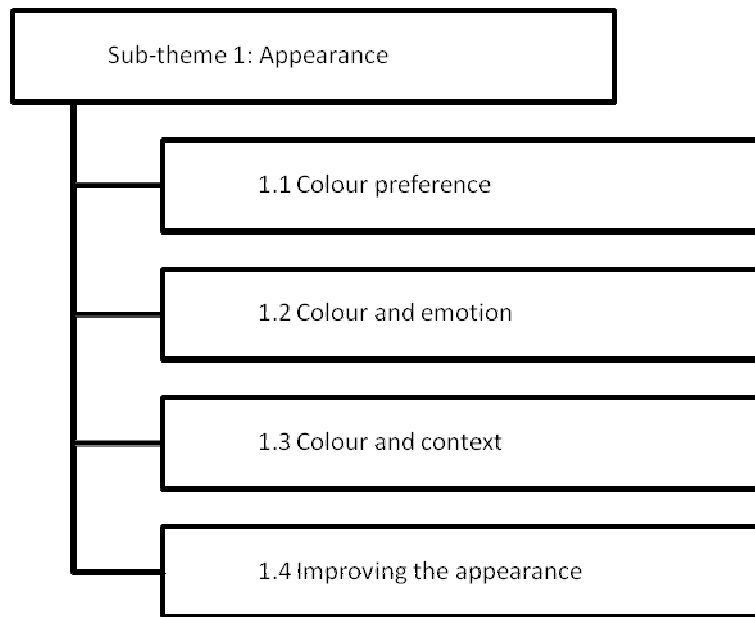 Sub-theme 1: Appearance
1.1 Colour preference
1.2 Colour and emotion
1.3 Colour and context
1.4 Improving the appearance